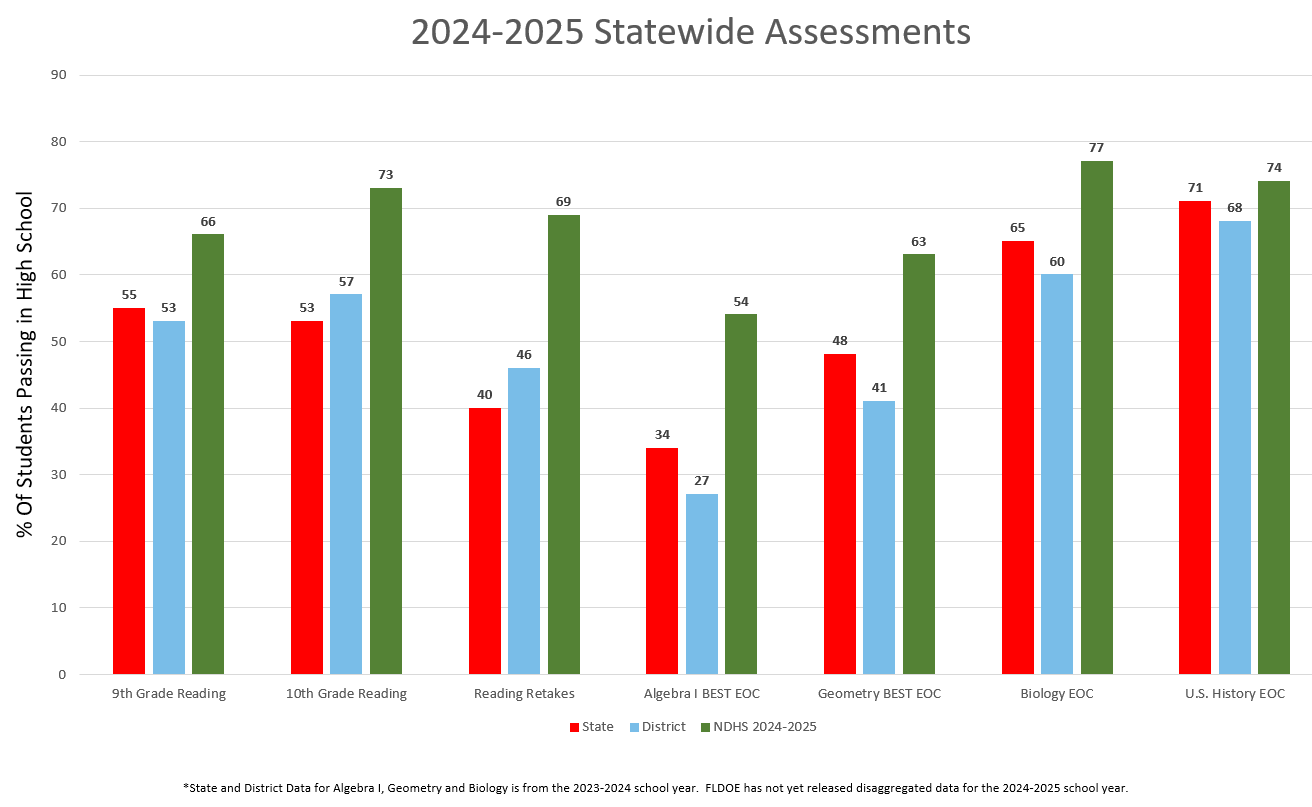 2024-2025 Statewide Assessments
% Of Students Passing in High School
90
80
70
60
50
40
30
20
10
0
55
53
66
53
57
73
40
46
69
34
27
54
48
41
63
65
60
77
71
68
74
9th Grade Reading
10th Grade Reading
Reading Retakes
Algebra I BEST EOC
Geometry BEST EOC
Biology EOC
U.S. History EOC
State District NDHS 2024-2025
*State and District Data for Algebra I, Geometry and Biology is from the 2023-2024 school year. FLDOE has not yet released disaggregated data for the 2024-2025 school year.